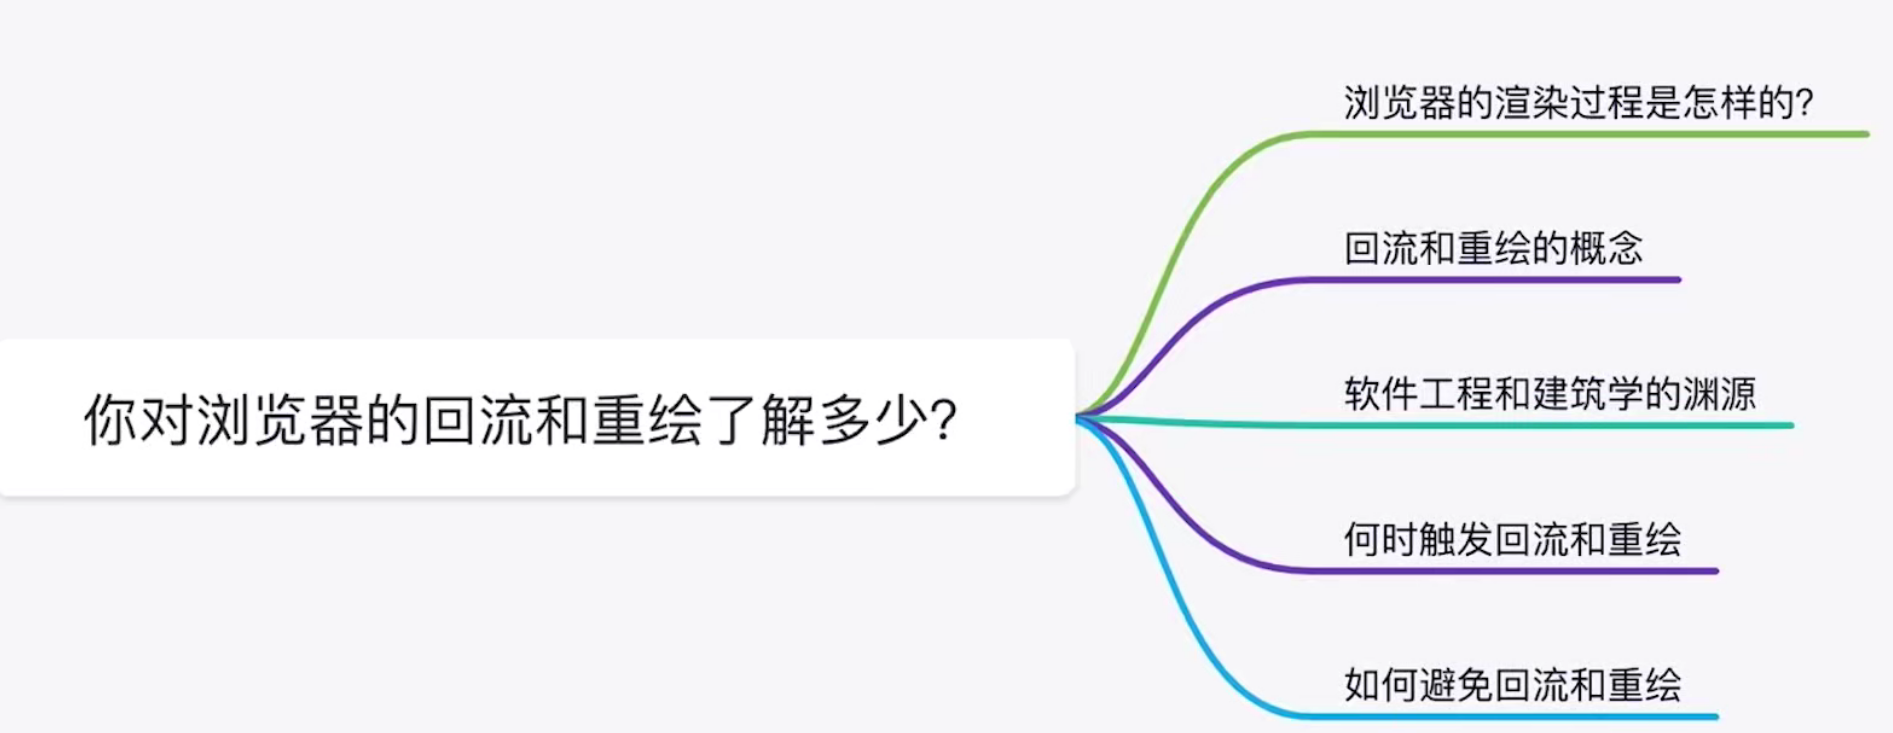 浏览器的渲染过程是怎样的?
回流和重绘的概念
你对浏览器的回流和重绘了解多少?
软件工程和建筑学的渊源
何时触发回流和重绘
如何避免回流和重绘